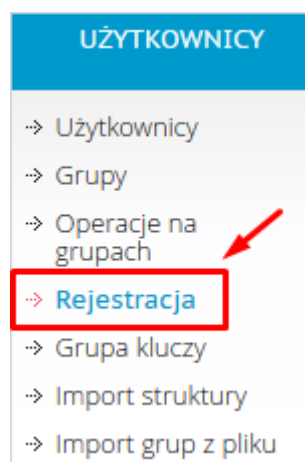 UŻYTKOWNICY
Użytkownicy
Grupy
Operacje na
grupach
Rejestracja
Grupa kluczy
Import struktury
Import grup z pliku